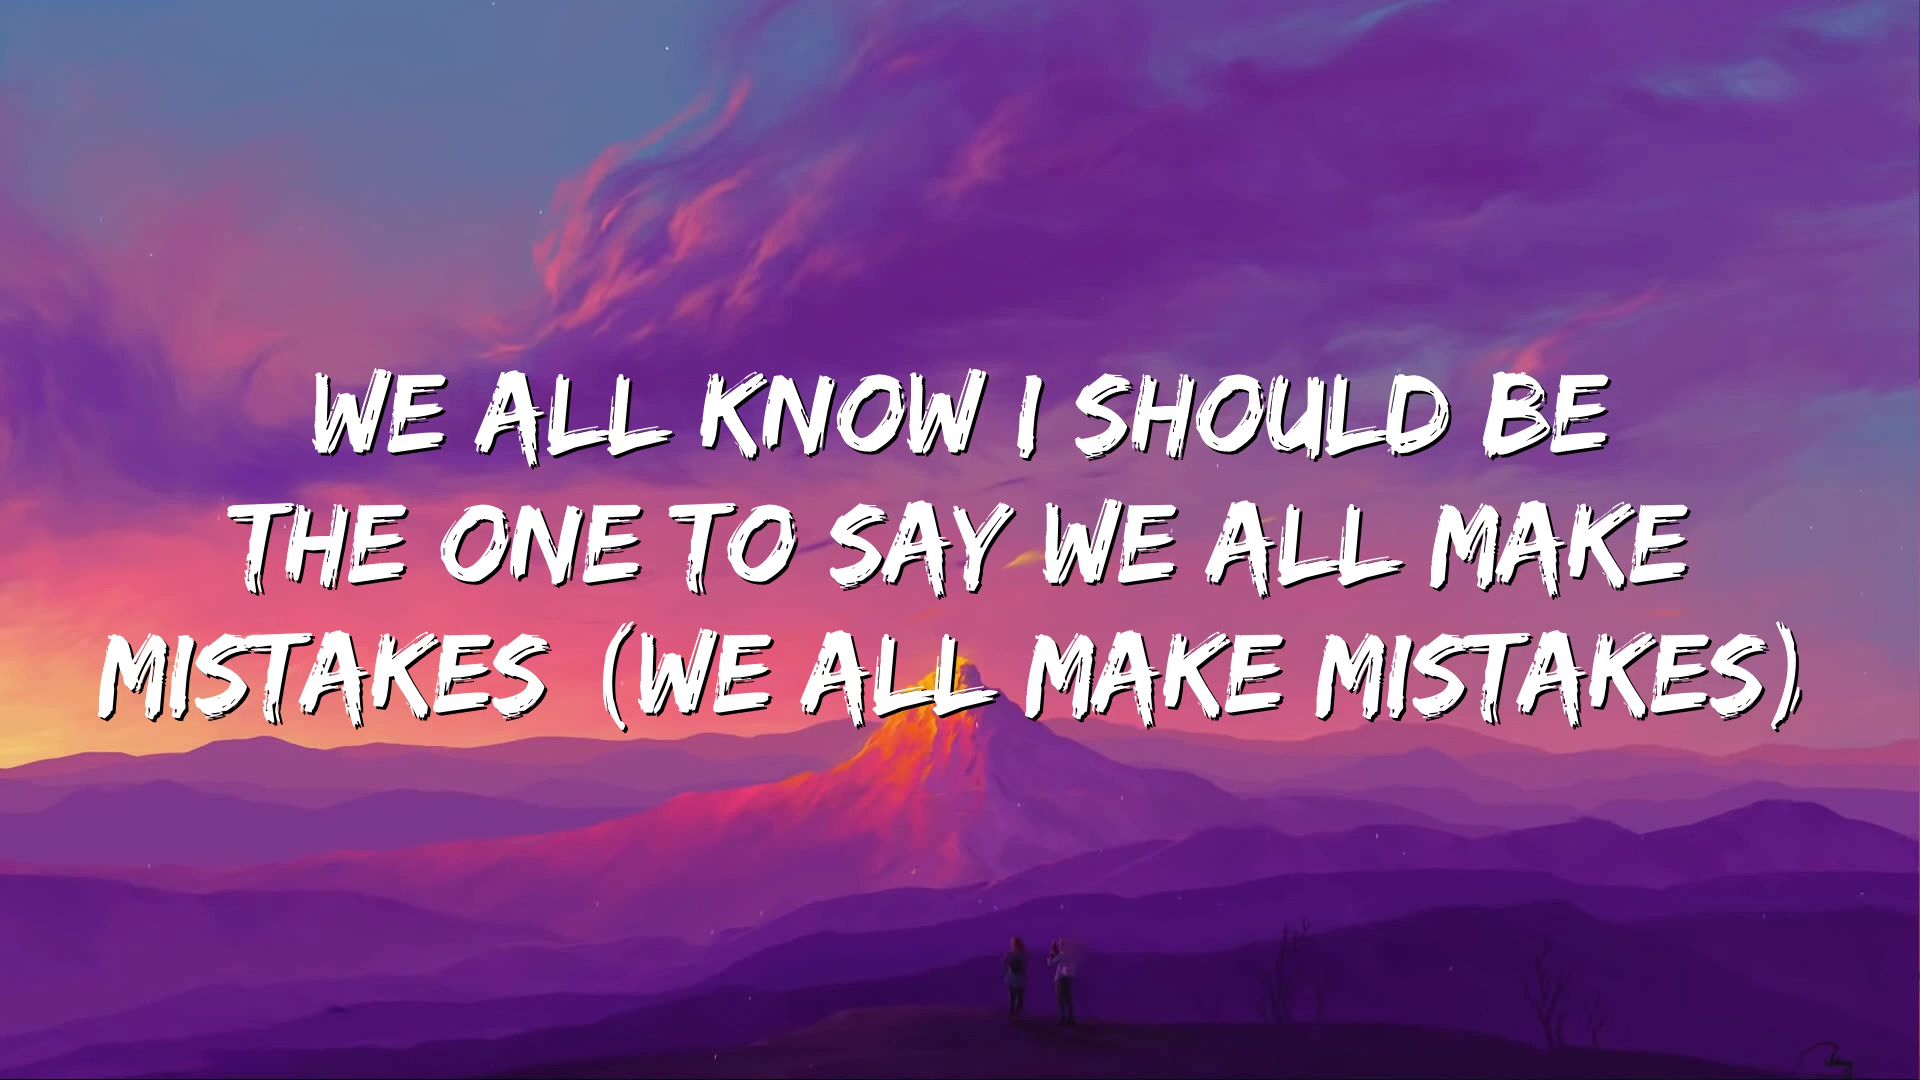 WE ALL KNOW I SHOULD BE
THE ONE TO SAY WE ALL MAKE
MISTAKES (WE ALL MAKE MISTAKES)